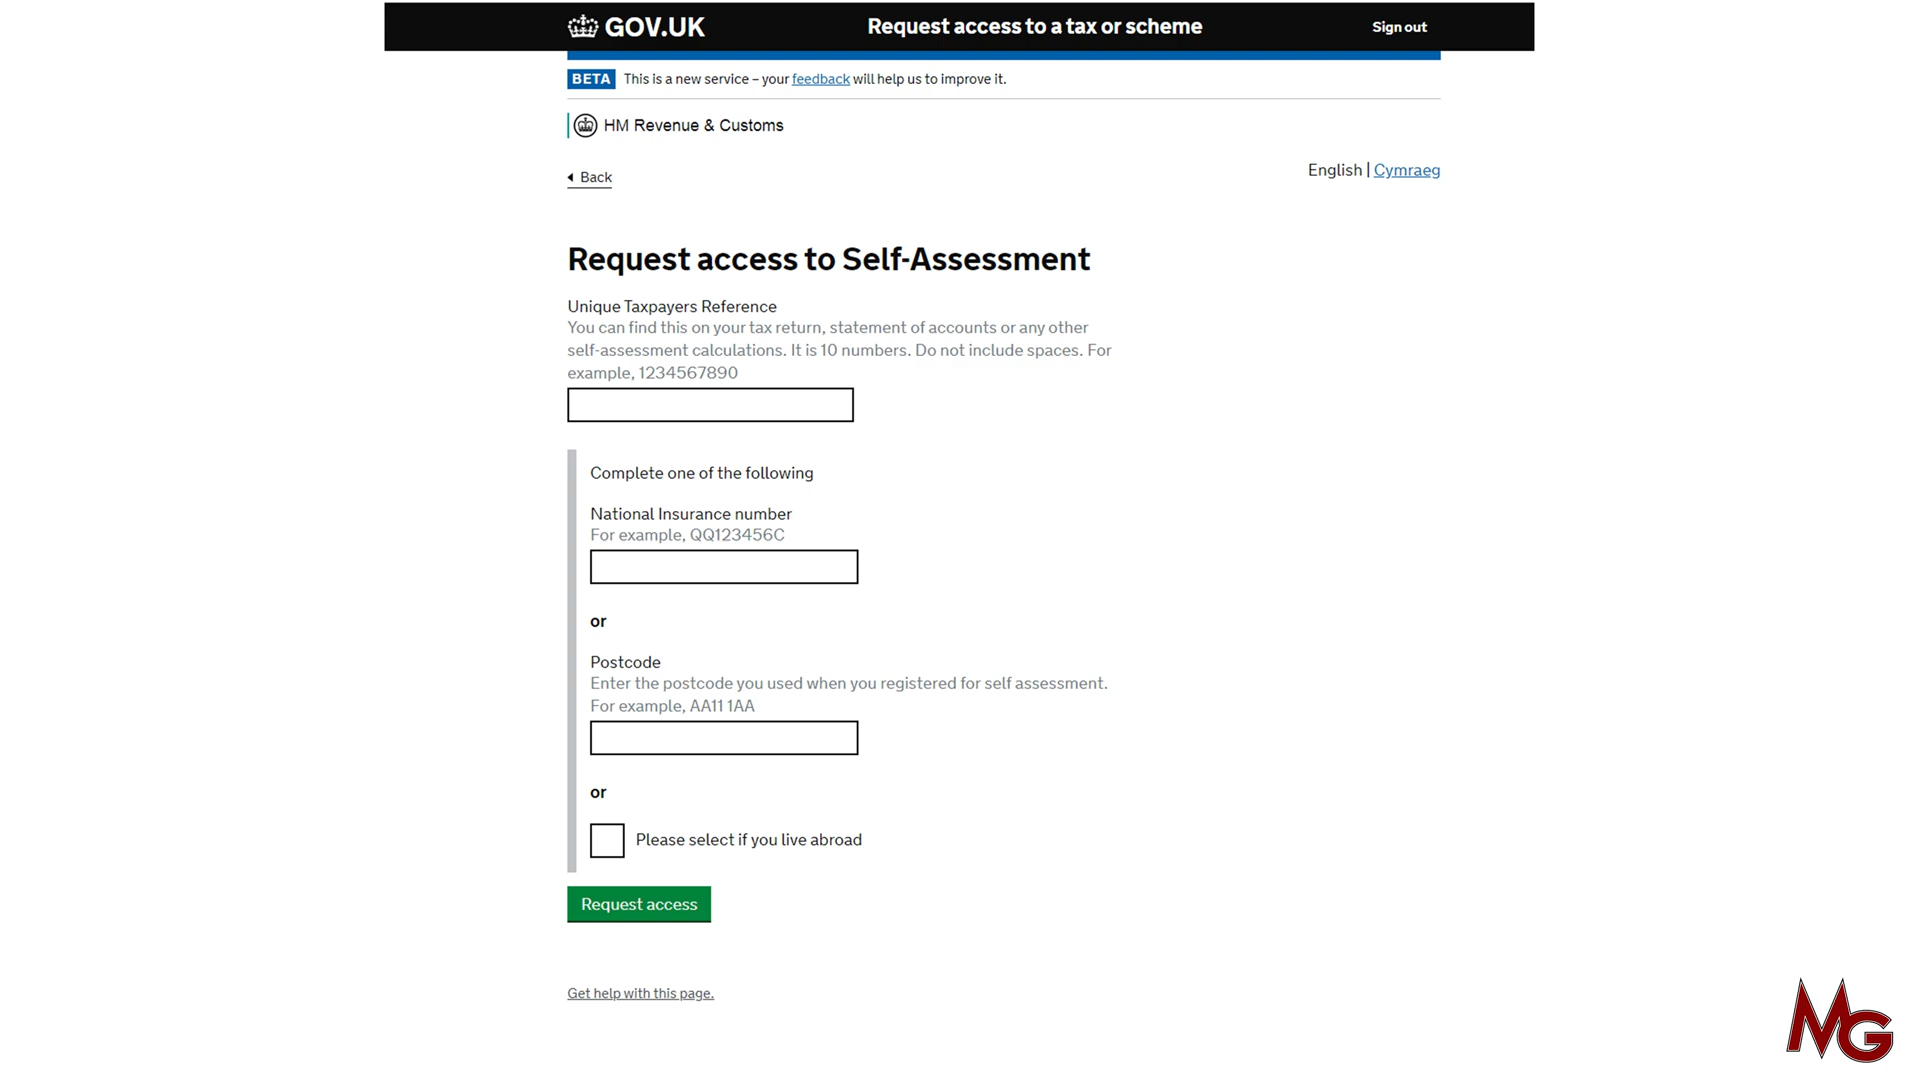 GOV.UK Request access to a tax or scheme Sign out
BETA This is a new service – your feedback will help us to improve it.
HM Revenue & Customs
English | Cymraeg
Back
Request access to Self-Assessment
Unique Taxpayers Reference
You can find this on your tax return, statement of accounts or any other
self-assessment calculations. It is 10 numbers. Do not include spaces. For
example, 1234567890
Complete one of the following
National Insurance number
For example, QQ123456C
or
Postcode
Enter the postcode you used when you registered for self assessment.
For example, AA11 1AA
or
Please select if you live abroad
Request access
Get help with this page.
MG